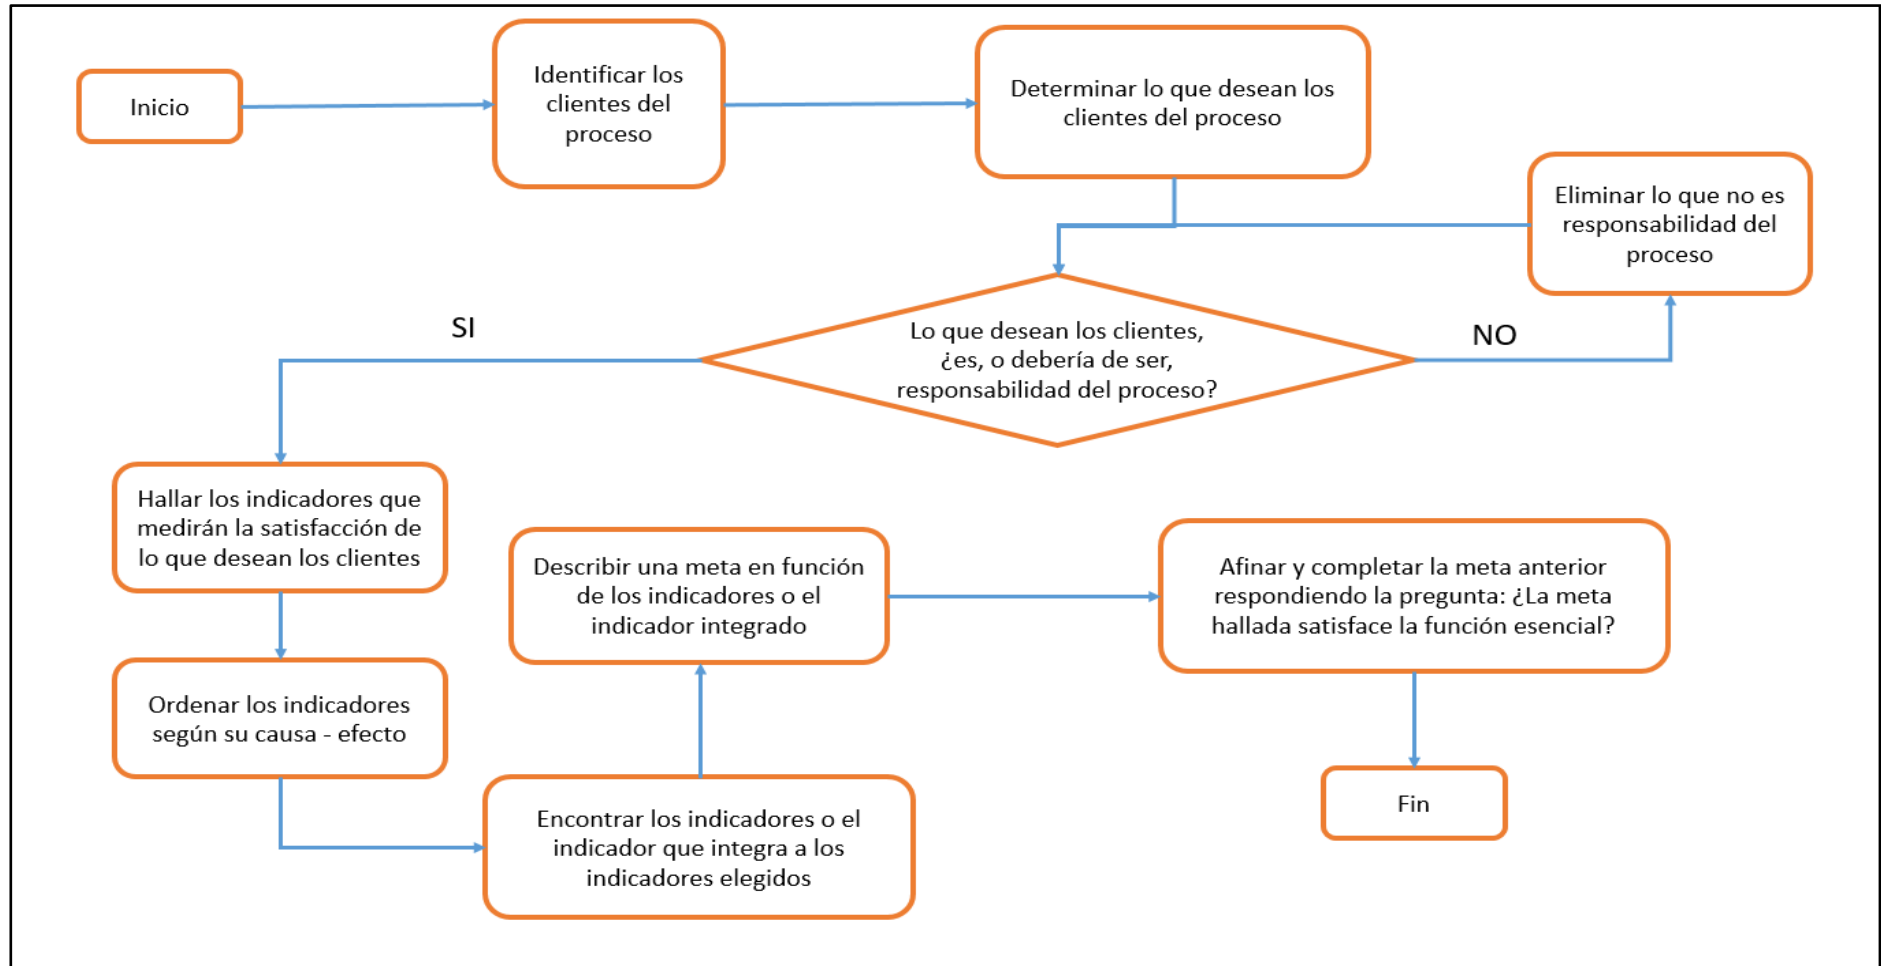 Inicio
Identificar los
clientes del
proceso
Determinar lo que desean los
clientes del proceso
Eliminar lo que no es
responsabilidad del
proceso
Lo que desean los clientes,
¿es, o debería de ser,
responsabilidad del proceso?
SI
NO
Hallar los indicadores que
medirán la satisfacción de
lo que desean los clientes
Ordenar los indicadores
según su causa - efecto
Encontrar los indicadores o el
indicador que integra a los
indicadores elegidos
Describir una meta en función
de los indicadores o el
indicador integrado
Afinar y completar la meta anterior
respondiendo la pregunta: ¿La meta
hallada satisface la función esencial?
Fin